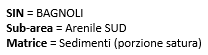 SIN = BAGNOLI
Sub-area = Arenile SUD
Matrice = Sedimenti (porzione satura)